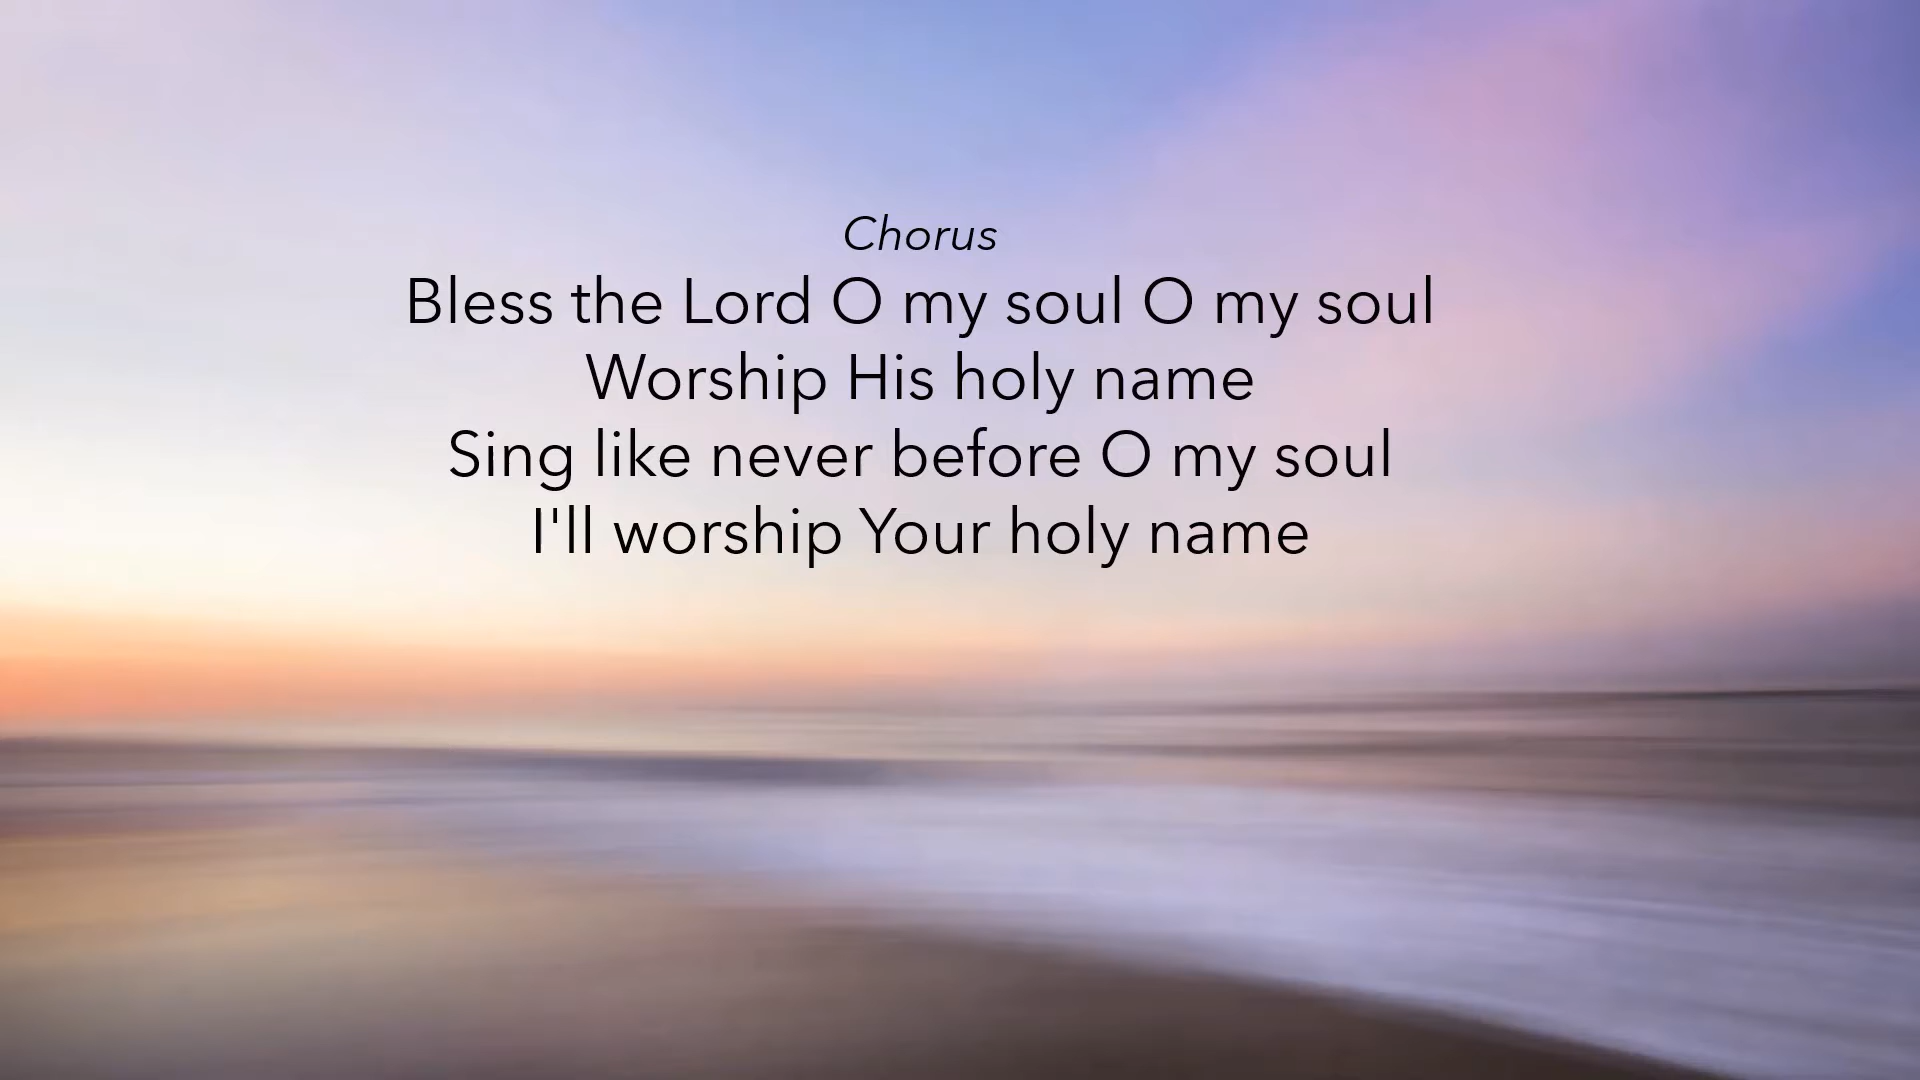 Chorus
Bless the Lord O my soul O my soul
Worship His holy name
Sing like never before O my soul
I'll worship Your holy name